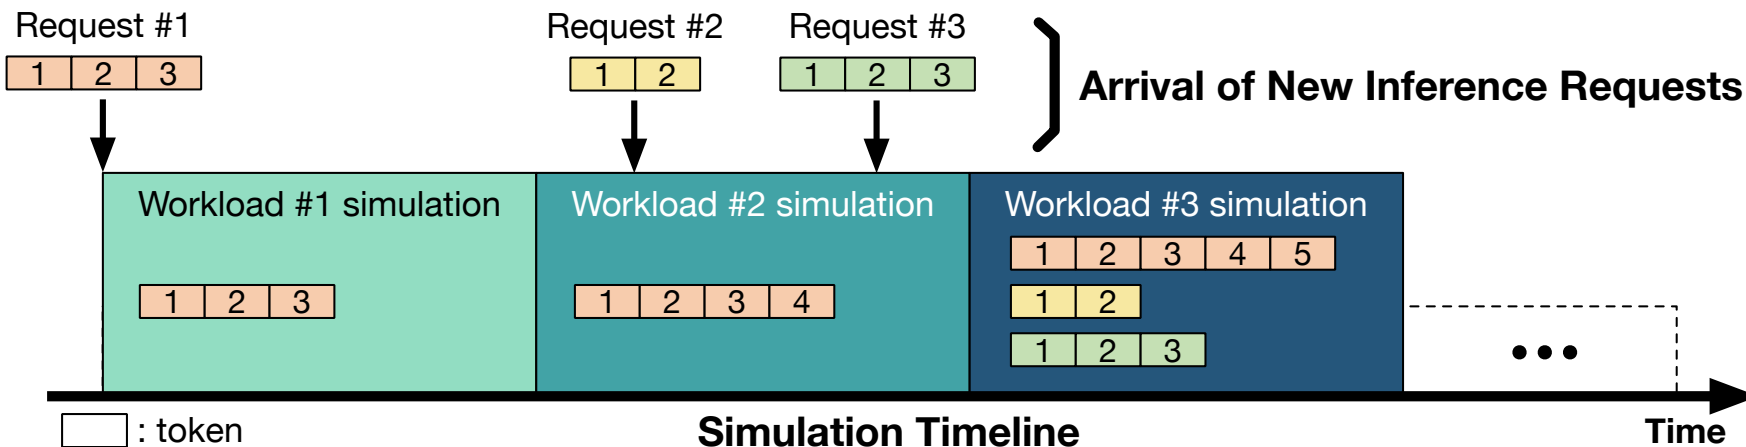 Request #1
1 2 3
Request #2
1 2
Request #3
1 2 3
Arrival of New Inference Requests
Workload #1 simulation
1 2 3
Workload #2 simulation
1 2 3 4
Workload #3 simulation
1 2 3 4 5
1 2
1 2 3
: token
Simulation Timeline
Time